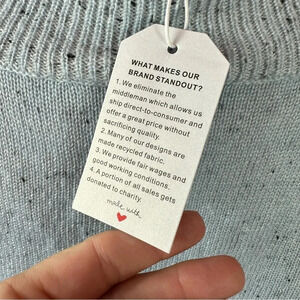 WHAT MAKES OUR
BRAND STANDOUT?
1. We eliminate the
middleman which allows us
ship direct-to-consumer and
offer a great price without
sacrificing quality.
2. Many of our designs are
made recycled fabric.
3. We provide fair wages and
good working conditions.
4. A portion of all sales gets
donated to charity.
made with